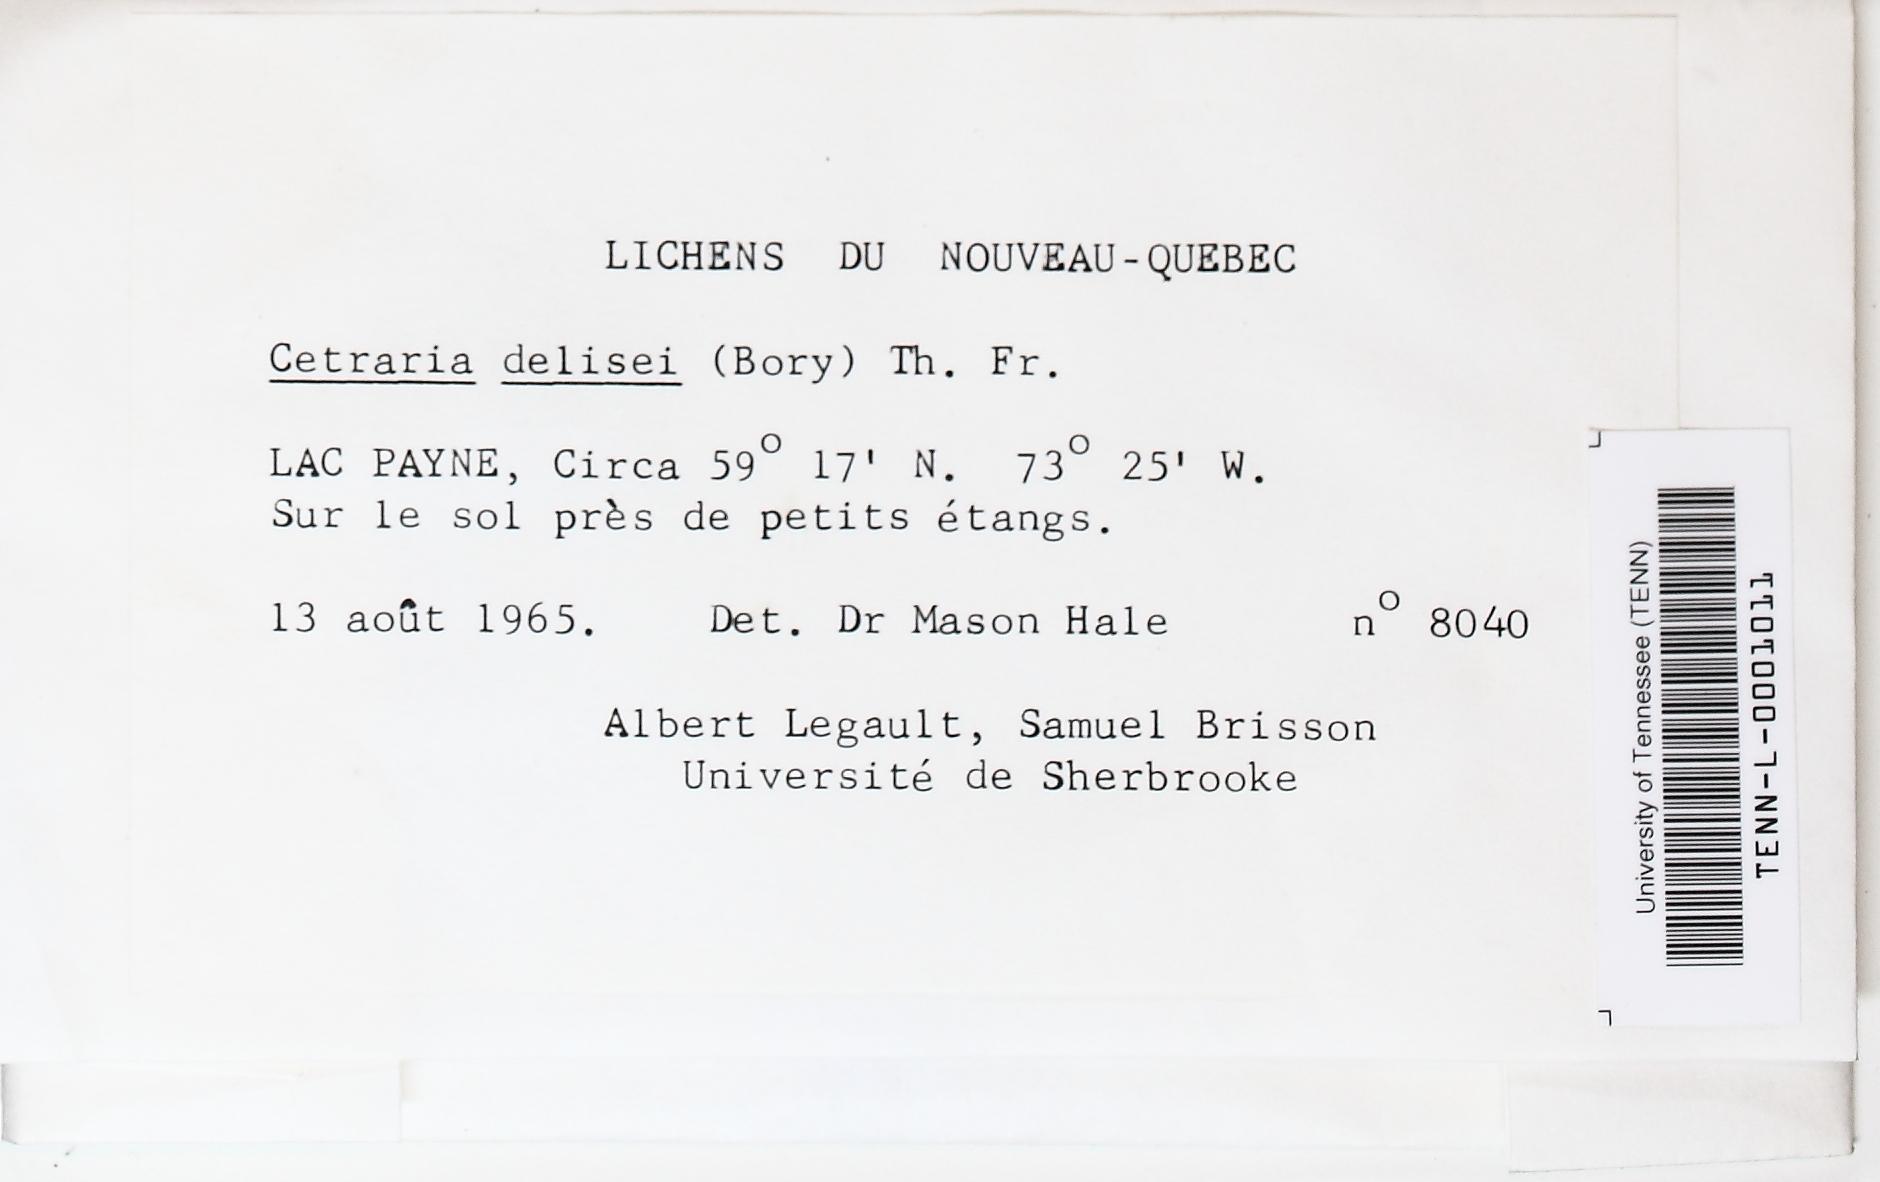 LICHENS DU NOUVEAU-QUEBEC
Cetraria delisei (Bory) Th. Fr.
LAC PAYNE, Circa 59° 17' N. 73° 25' W.
Sur le sol près de petits étangs.
13 août 1965. Det. Dr Mason Hale n° 8040
Albert Legault, Samuel Brisson
Université de Sherbrooke
University of Tennessee (TENN)
TENN-L-0001011